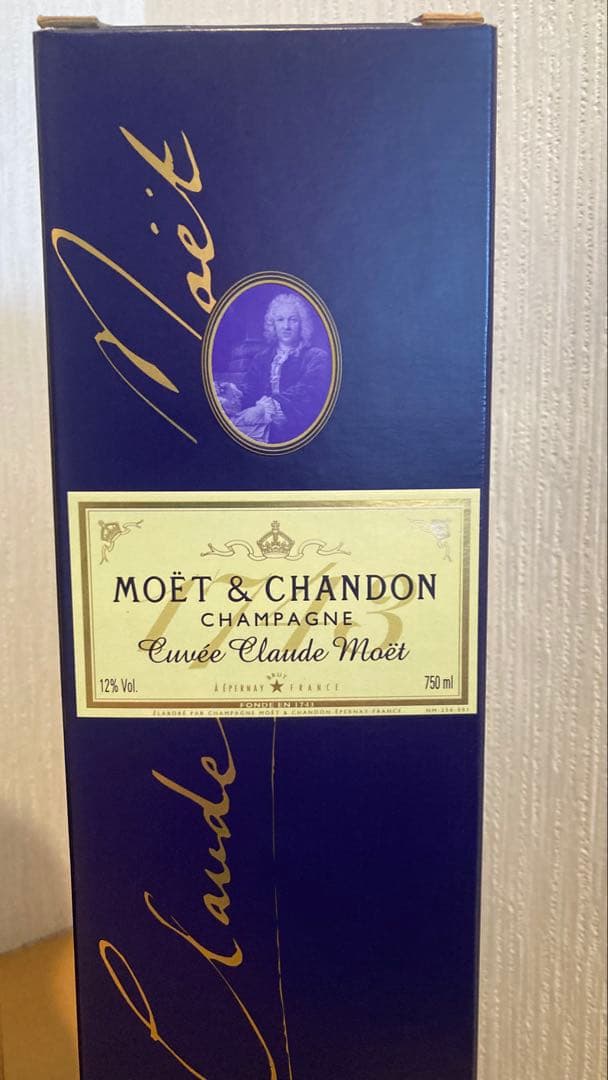 Moët
1743
MOËT & CHANDON
CHAMPAGNE
Cuvée Claude Moët
BRUT
12% Vol.
À ÉPERNAY ★ FRANCE
750 ml
FONDÉ EN 1743
ÉLABORÉ PAR CHAMPAGNE MOËT & CHANDON ÉPERNAY FRANCE
Claude